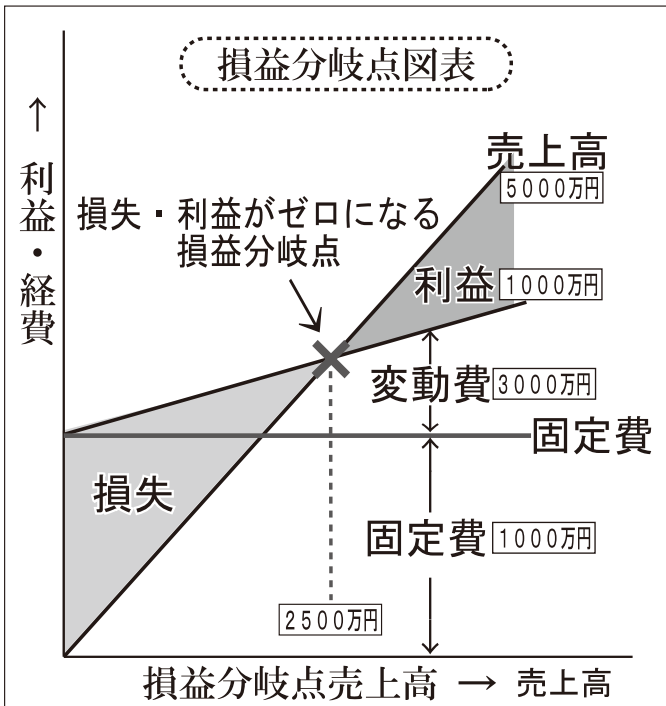 損益分岐点図表
↑
利益・経費
売上高
5000万円
損失・利益がゼロになる
損益分岐点
利益
1000万円
変動費
3000万円
固定費
損失
固定費
1000万円
2500万円
損益分岐点売上高 → 売上高